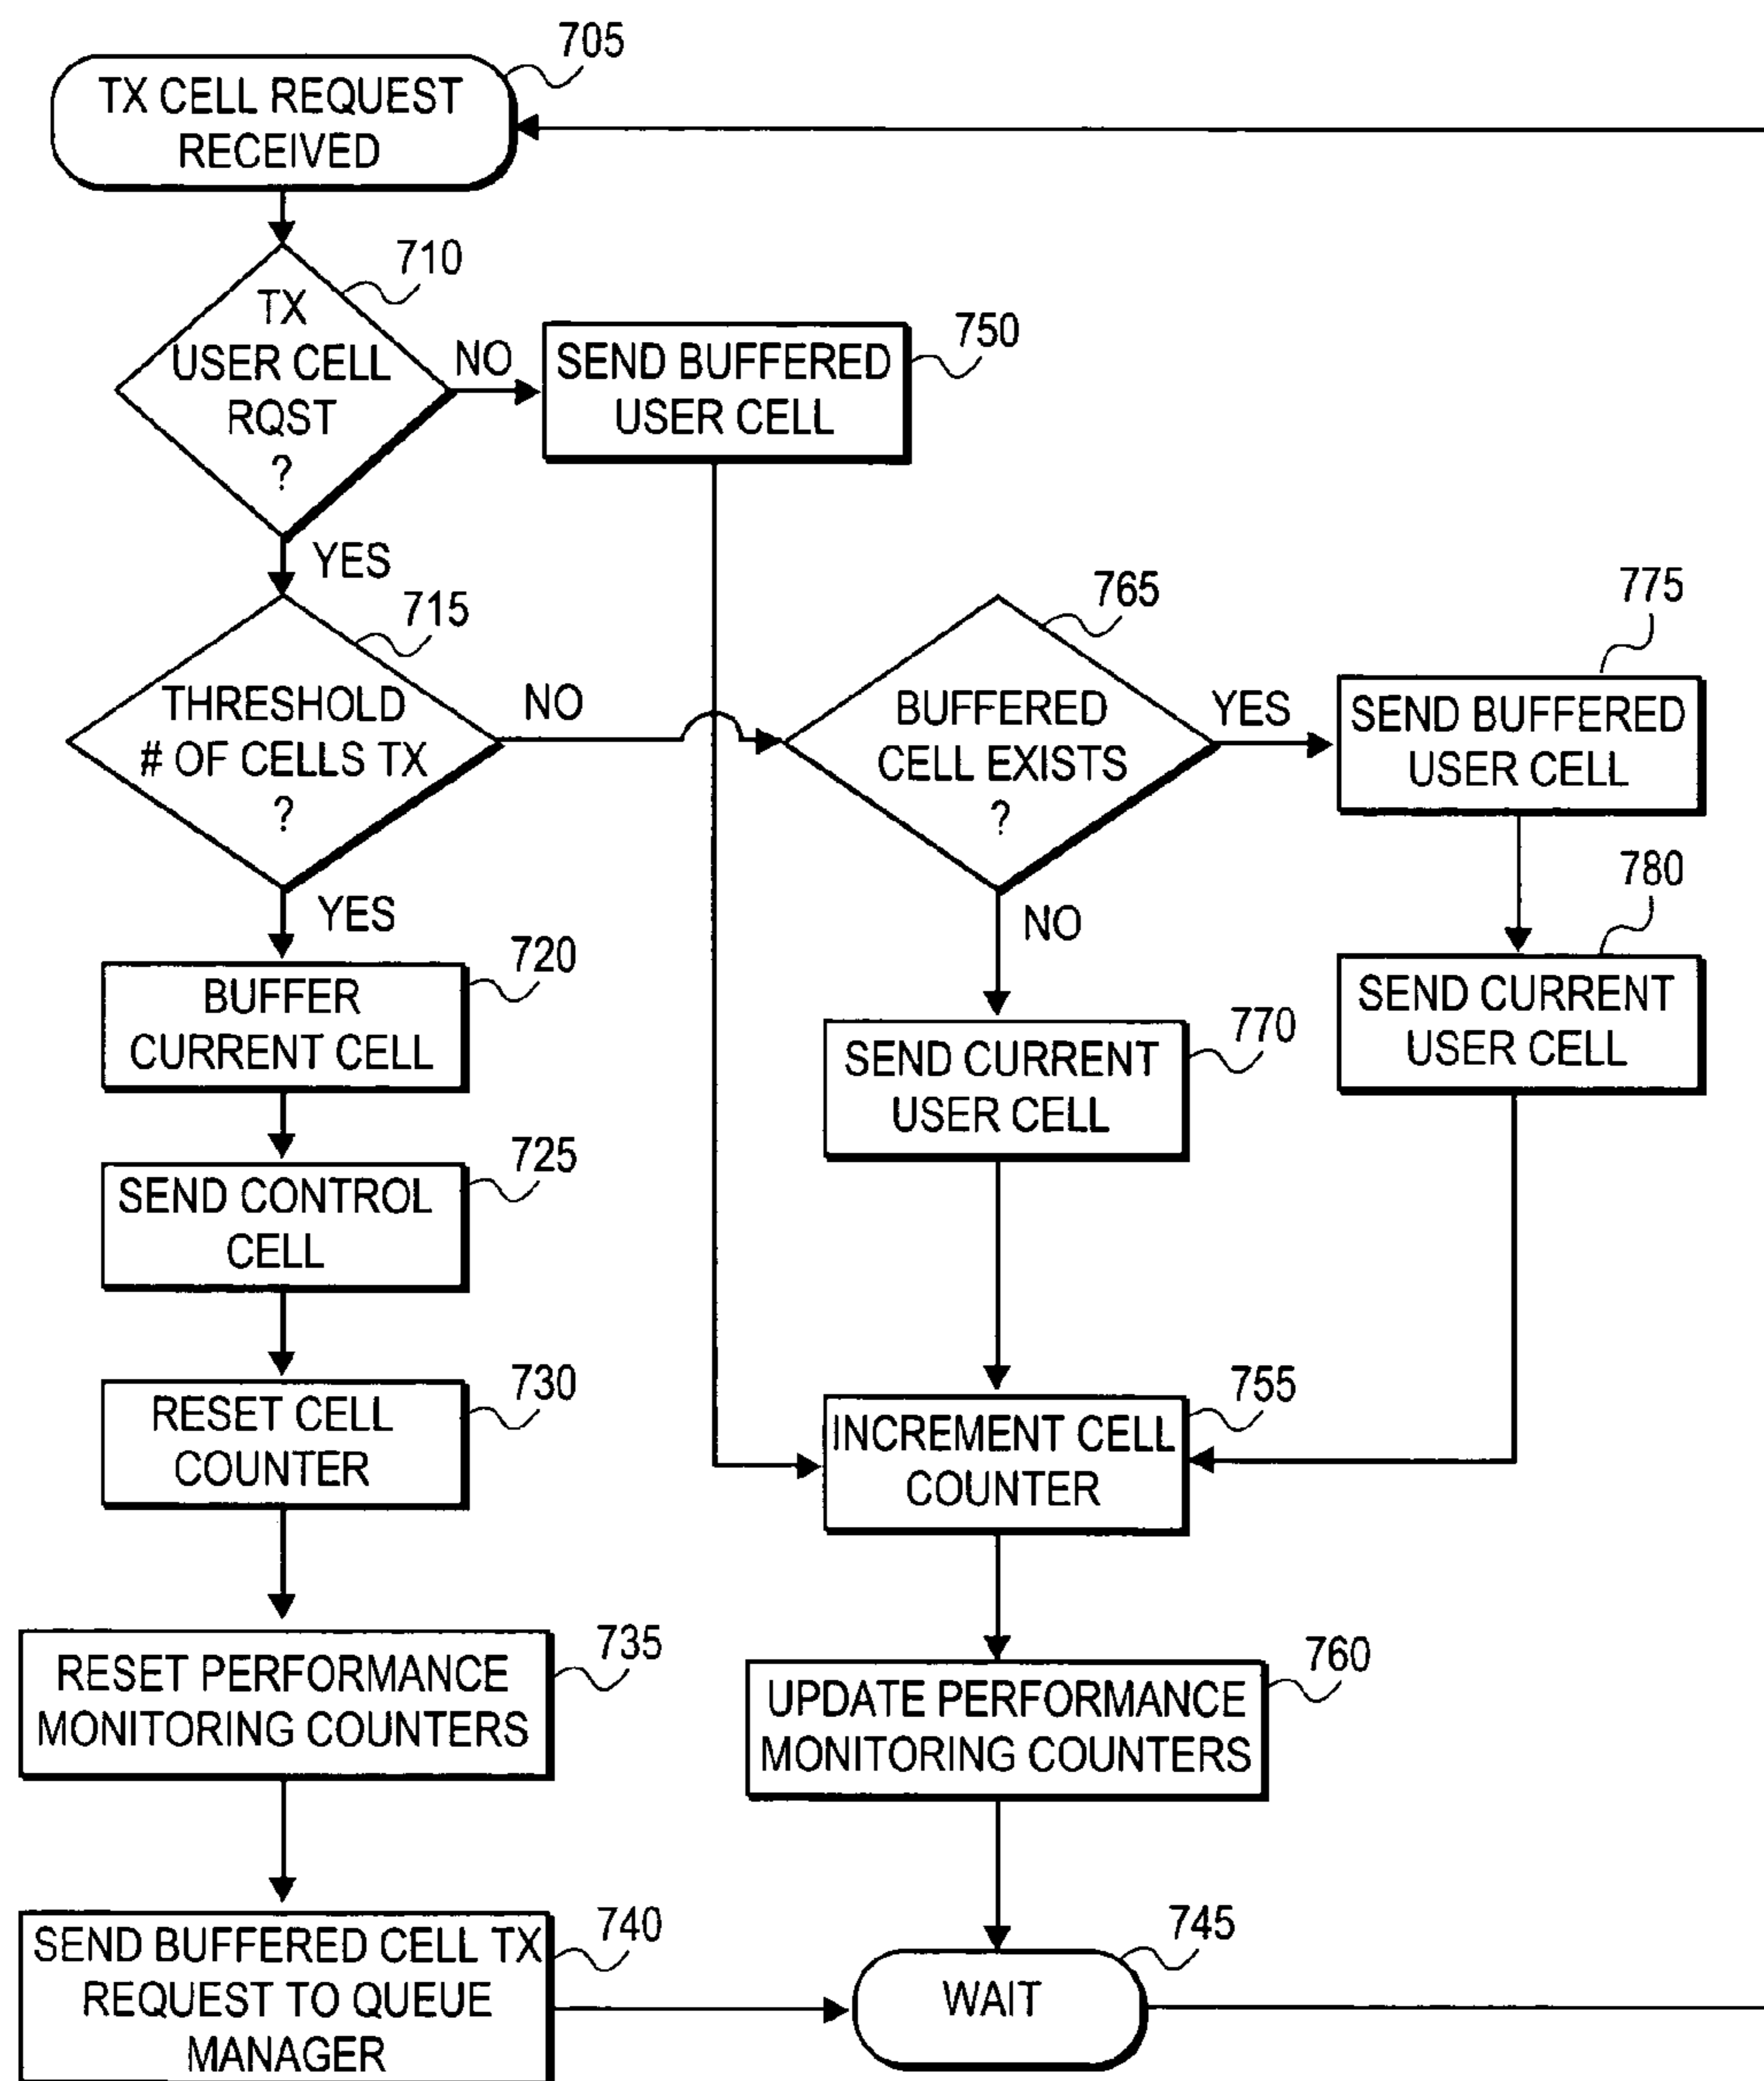 705
TX CELL REQUEST
RECEIVED
710
TX
USER CELL
RQST
?
NO
SEND BUFFERED
USER CELL
750
YES
715
THRESHOLD
# OF CELLS TX
?
NO
765
BUFFERED
CELL EXISTS
?
YES
775
SEND BUFFERED
USER CELL
780
SEND CURRENT
USER CELL
YES
NO
720
BUFFER
CURRENT CELL
770
SEND CURRENT
USER CELL
725
SEND CONTROL
CELL
730
RESET CELL
COUNTER
755
INCREMENT CELL
COUNTER
735
RESET PERFORMANCE
MONITORING COUNTERS
760
UPDATE PERFORMANCE
MONITORING COUNTERS
740
SEND BUFFERED CELL TX
REQUEST TO QUEUE
MANAGER
745
WAIT